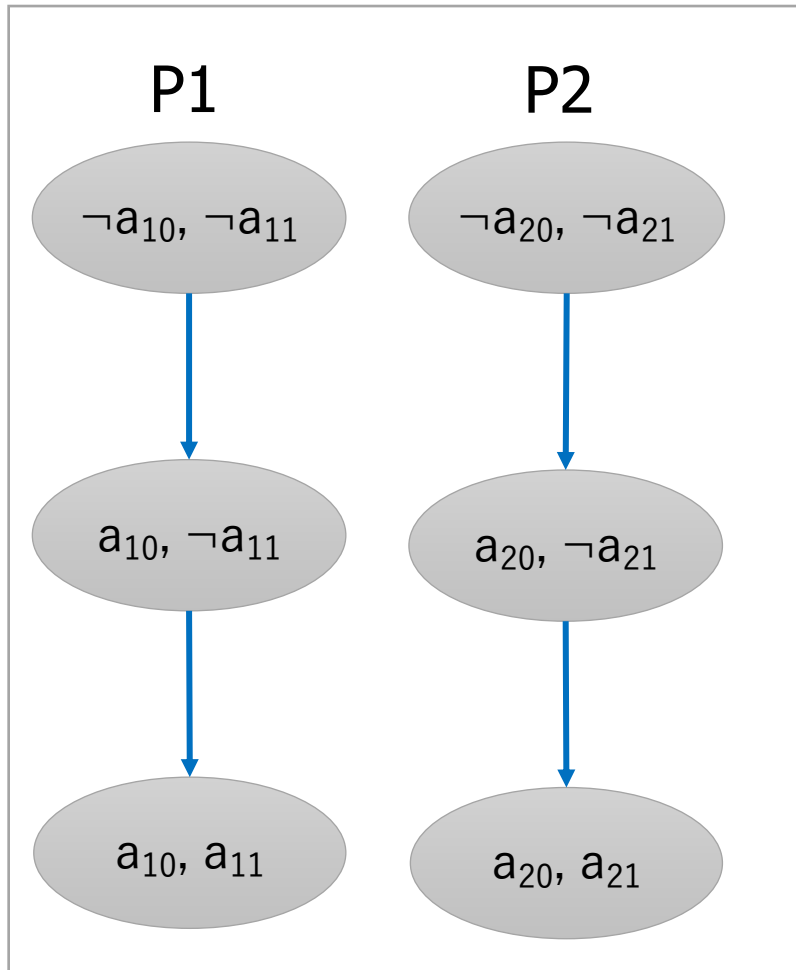 P1 P2
¬a₁₀, ¬a₁₁ ¬a₂₀, ¬a₂₁
a₁₀, ¬a₁₁ a₂₀, ¬a₂₁
a₁₀, a₁₁ a₂₀, a₂₁